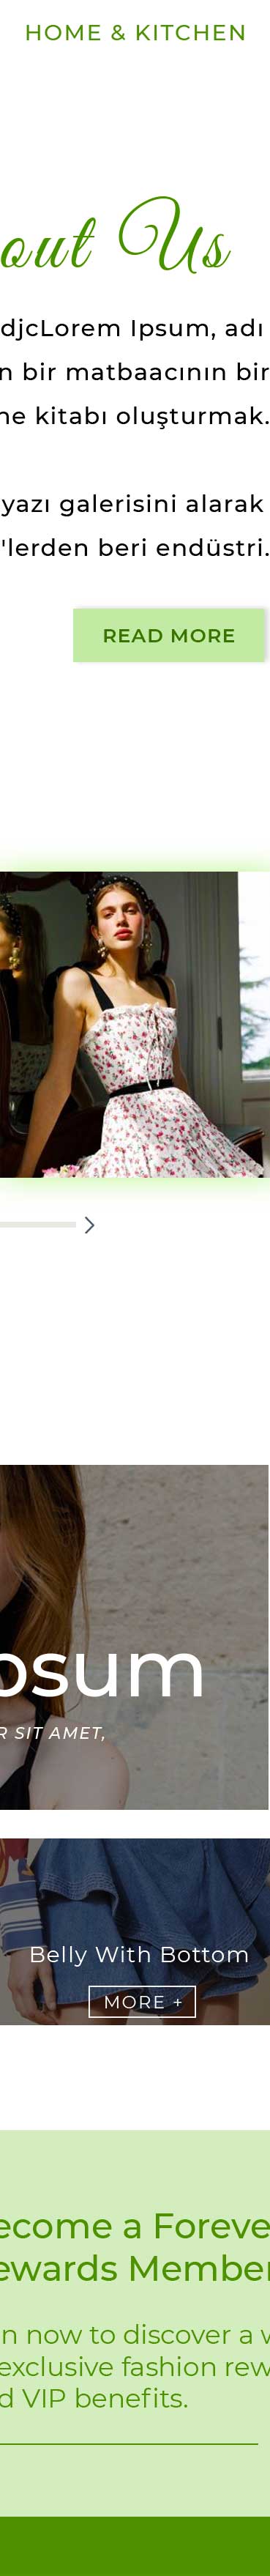 HOME & KITCHEN
out Us
djcLorem Ipsum, adı
n bir matbaacının bir
ne kitabı oluşturmak.
yazı galerisini alarak
'lerden beri endüstri.
READ MORE
psum
R SIT AMET,
Belly With Bottom
MORE +
ecome a Foreve
ewards Member
n now to discover a
exclusive fashion rew
d VIP benefits.